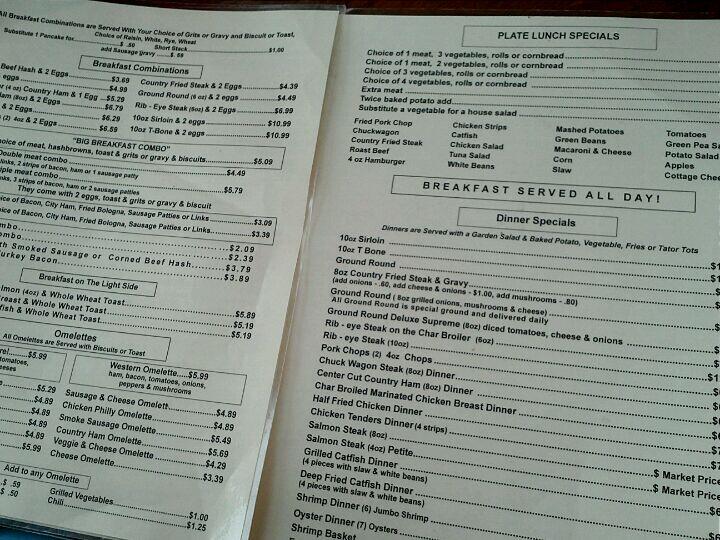 All Breakfast Combinations are Served With Your Choice of Grits or Gravy and Biscuit or Toast,
Choice of Raisin, White, Rye, Wheat
Substitute 1 Pancake for $ .50 Short Stack $1.00
add Sausage gravy $ .69
Breakfast Combinations
Beef Hash & 2 Eggs $3.69
eggs $4.99
(4 oz) Country Ham & 1 Egg $5.29
Ham (8oz) & 2 eggs $6.79
& 2 Eggs $6.29
(2) 4oz & 2 Eggs $6.89
Country Fried Steak & 2 Eggs $4.39
Ground Round (6 oz) & 2 eggs $4.49
Rib - Eye Steak (5oz) & 2 Eggs $6.99
10oz Sirloin & 2 eggs $10.99
10oz T-Bone & 2 eggs $10.99
"BIG BREAKFAST COMBO"
choice of meat, hashbrowns, toast & grits or gravy & biscuits $5.09
Double meat combo $4.49
links, 2 stripe of bacon, ham or 1 sausage patty
Triple meat combo $5.79
links, 3 stripe of bacon, ham or 2 sausage patties
They come with 2 eggs, toast & grits or gravy & biscuit
Choice of Bacon, City Ham, Fried Bologna, Sausage Patties or Links $3.09
Choice of Bacon, City Ham, Fried Bologna, Sausage Patties or Links $3.39
ombo $2.09
ombo $2.39
th Smoked Sausage or Corned Beef Hash $3.79
Turkey Bacon $3.89
Breakfast on The Light Side
lmon (4oz) & Whole Wheat Toast $5.89
Breast & Whole Wheat Toast $5.19
fish & Whole Wheat Toast $5.19
Omelettes
All Omelettes are Served with Biscuits or Toast
$5.99
tomatoes,
Western Omelette $5.99
ham, bacon, tomatoes, onions,
peppers & mushrooms
$5.29
$4.89
$4.89
$4.89
$4.89
$5.99
Sausage & Cheese Omelett $4.89
Chicken Philly Omelette $4.89
Smoke Sausage Omelette $5.49
Country Ham Omelette $5.69
Veggie & Cheese Omelette $4.29
Cheese Omelette $3.39
Add to any Omelette
$ .59
$ .50
Grilled Vegetables $1.00
Chili $1.25
PLATE LUNCH SPECIALS
Choice of 1 meat, 3 vegetables, rolls or cornbread
Choice of 1 meat, 2 vegetables, rolls or cornbread
Choice of 3 vegetables, rolls or cornbread
Choice of 4 vegetables, rolls or cornbread
Extra meat
Twice baked potato add
Substitute a vegetable for a house salad
Fried Pork Chop
Chuckwagon
Country Fried Steak
Roast Beef
4 oz Hamburger
Chicken Strips
Catfish
Chicken Salad
Tuna Salad
White Beans
Mashed Potatoes
Green Beans
Macaroni & Cheese
Corn
Slaw
Tomatoes
Green Pea
Potato Salad
Apples
Cottage
BREAKFAST SERVED ALL DAY!
Dinner Specials
Dinners are Served with a Garden Salad & Baked Potato, Vegetable, Fries or Tator Tots
10oz Sirloin
10oz T Bone
Ground Round
8oz Country Fried Steak & Gravy
(add onions - .60, add cheese & onions - $1.00, add mushrooms - .80)
Ground Round ( 8oz grilled onions, mushrooms & cheese)
All Ground Round is special ground and delivered daily
Ground Round Deluxe Supreme (8oz) diced tomatoes, cheese & onions
Rib - eye Steak on the Char Broiler (6oz)
Rib - eye Steak (10oz)
Pork Chops (2) 4oz Chops
Chuck Wagon Steak (8oz) Dinner
Center Cut Country Ham (8oz) Dinner
Char Broiled Marinated Chicken Breast Dinner
Half Fried Chicken Dinner
Chicken Tenders Dinner (4 strips)
Salmon Steak (8oz) $ Market Price
Salmon Steak (4oz) Petite $ Market Price
Grilled Catfish Dinner
(4 pieces with slaw & white beans)
Deep Fried Catfish Dinner
(4 pieces with slaw & white beans)
Shrimp Dinner (6) Jumbo Shrimp
Oyster Dinner (7) Oysters
Shrimp Basket